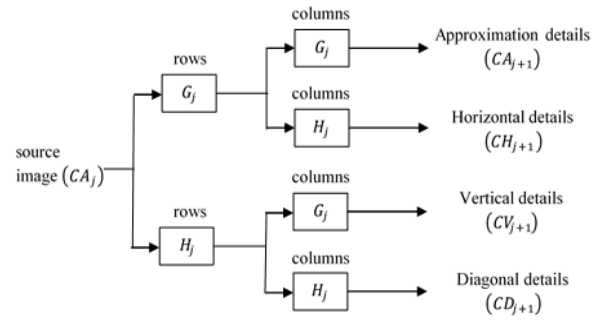 columns
Approximation details
G_j
(CA_{j+1})
rows
G_j
columns
H_j
Horizontal details
(CH_{j+1})
source
image (CA_j)
columns
G_j
Vertical details
(CV_{j+1})
rows
H_j
columns
H_j
Diagonal details
(CD_{j+1})